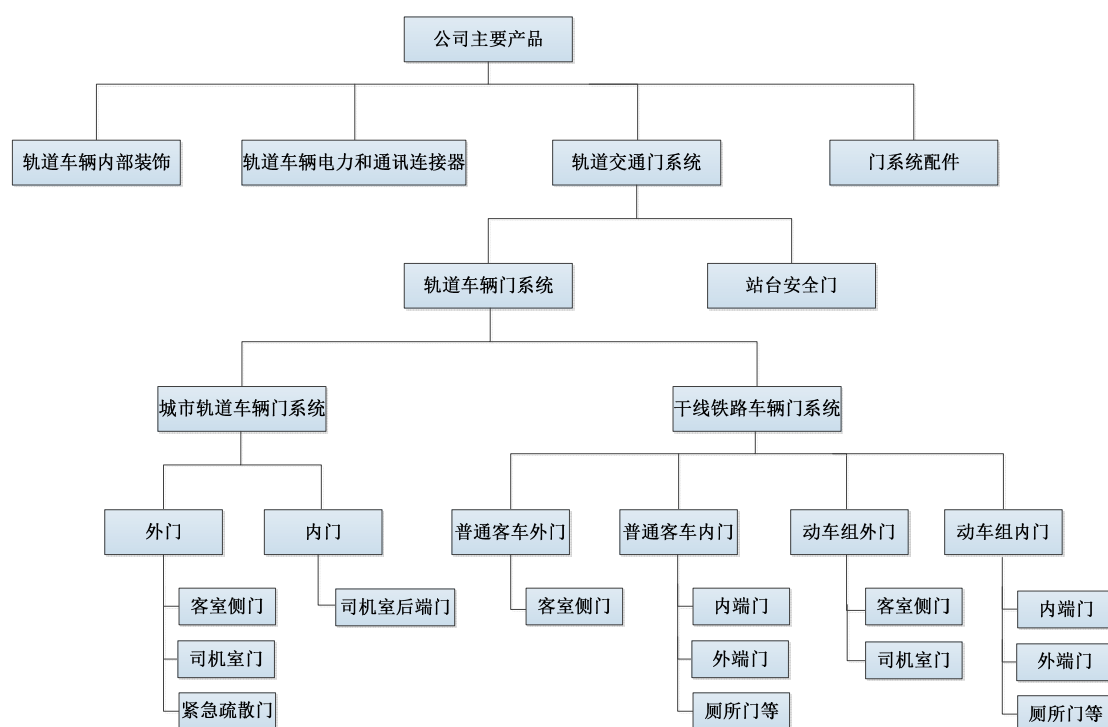 公司主要产品
轨道车辆内部装饰
轨道车辆电力和通讯连接器
轨道交通门系统
门系统配件
轨道车辆门系统
站台安全门
城市轨道车辆门系统
干线铁路车辆门系统
外门
内门
普通客车外门
普通客车内门
动车组外门
动车组内门
客室侧门
司机室后端门
客室侧门
内端门
客室侧门
内端门
司机室门
外端门
司机室门
外端门
紧急疏散门
厕所门等
厕所门等